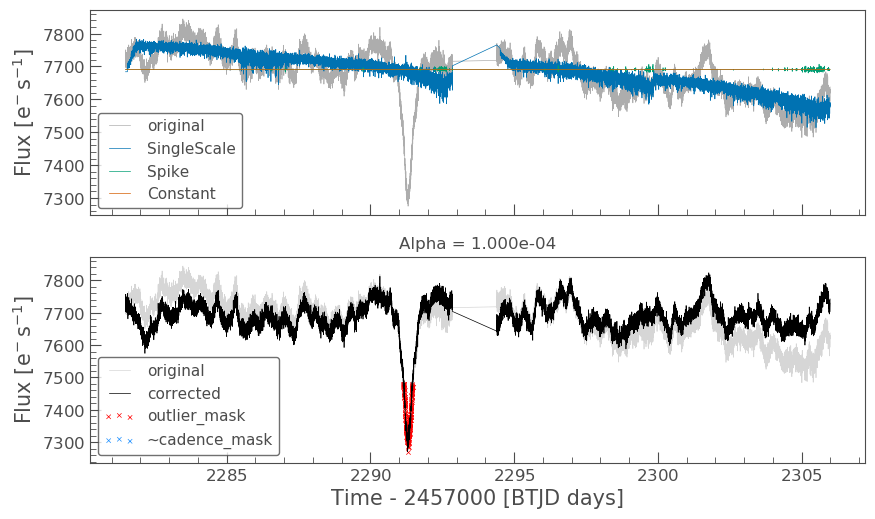 7800
7700
7600
7500
7400
7300
Flux [e⁻ s⁻¹]
original
SingleScale
Spike
Constant
Alpha = 1.000e-04
7800
7700
7600
7500
7400
7300
Flux [e⁻ s⁻¹]
original
corrected
outlier_mask
~cadence_mask
2285 2290 2295 2300 2305
Time - 2457000 [BTJD days]